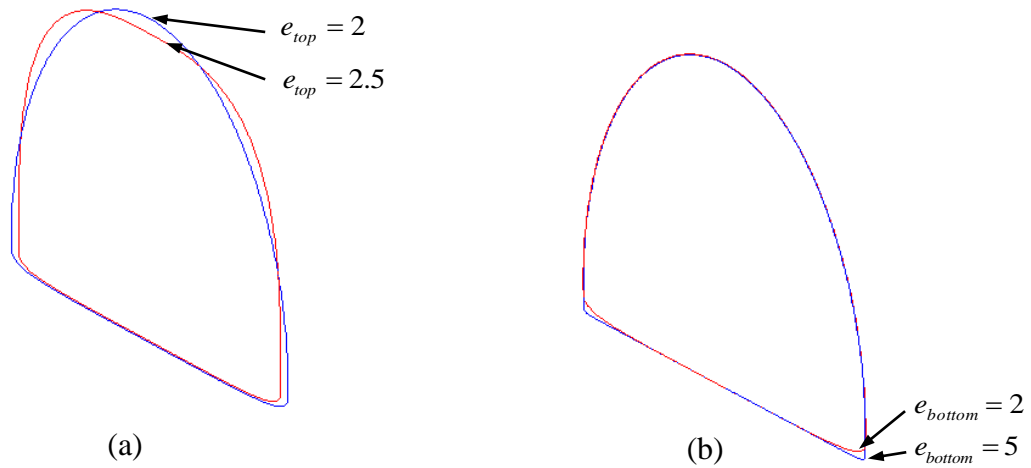 e_top = 2
e_top = 2.5
e_bottom = 2
e_bottom = 5
(a)
(b)